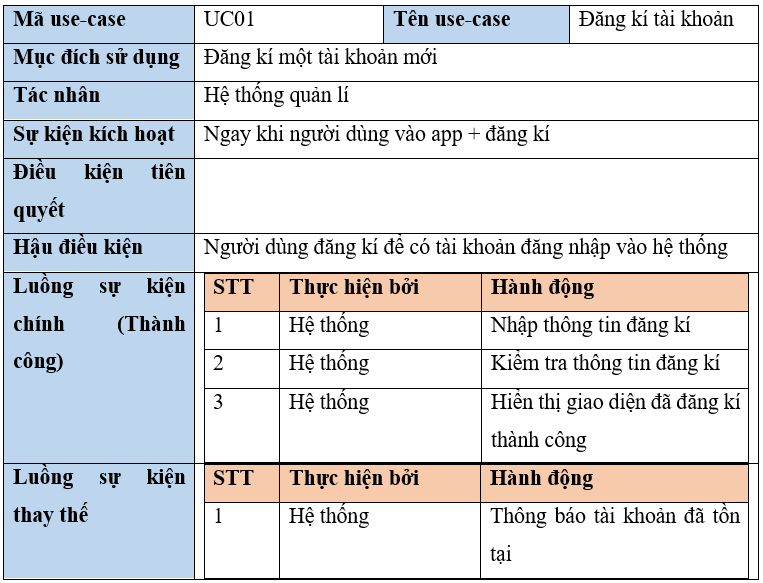 Mã use-case UC01 Tên use-case Đăng kí tài khoản
Mục đích sử dụng Đăng kí một tài khoản mới
Tác nhân Hệ thống quản lí
Sự kiện kích hoạt Ngay khi người dùng vào app + đăng kí
Điều kiện tiên
quyết
Hậu điều kiện Người dùng đăng kí để có tài khoản đăng nhập vào hệ thống
Luồng sự kiện
chính (Thành
công)
STT Thực hiện bởi Hành động
1 Hệ thống Nhập thông tin đăng kí
2 Hệ thống Kiểm tra thông tin đăng kí
3 Hệ thống Hiển thị giao diện đã đăng kí
thành công
Luồng sự kiện
thay thế
STT Thực hiện bởi Hành động
1 Hệ thống Thông báo tài khoản đã tồn
tại